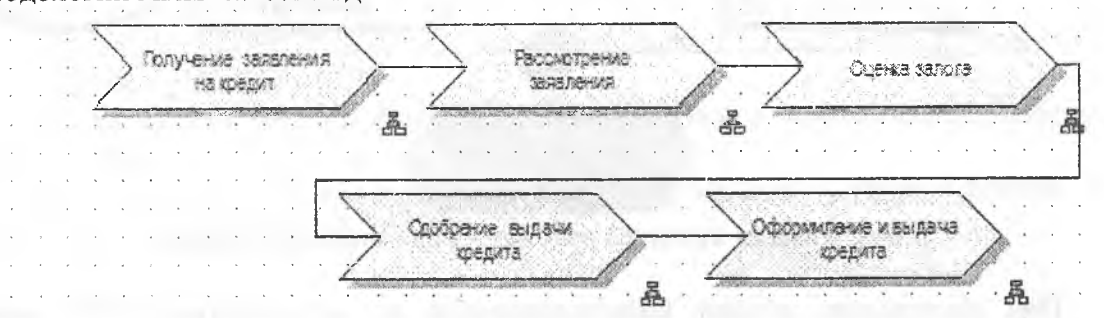 Получение заявления
на кредит
Рассмотрение
заявления
Оценка залога
Одобрение выдачи
кредита
Оформление и выдача
кредита